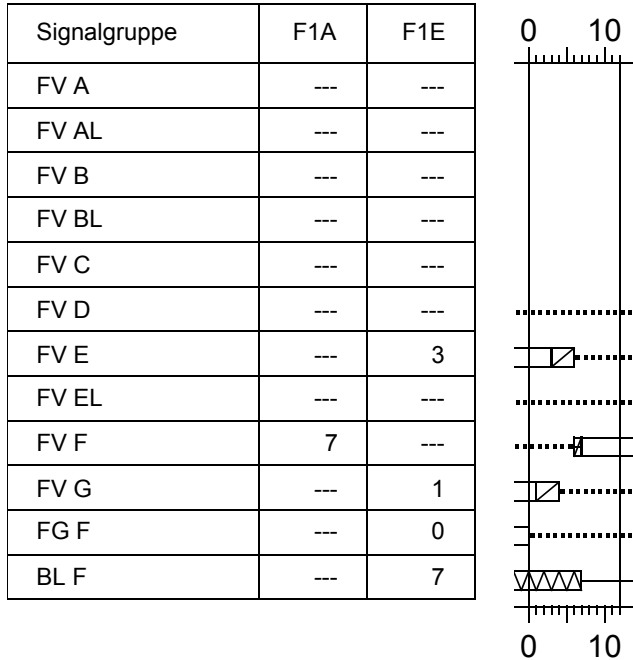 Signalgruppe F1A F1E 0 10
FV A --- ---
FV AL --- ---
FV B --- ---
FV BL --- ---
FV C --- ---
FV D --- ---
FV E --- 3
FV EL --- ---
FV F 7 ---
FV G --- 1
FG F --- 0
BL F --- 7
0 10